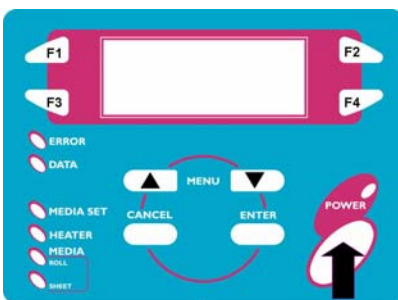 F1
F2
F3
F4
ERROR
DATA
MENU
MEDIA SET
CANCEL
ENTER
POWER
HEATER
MEDIA
ROLL
SHEET